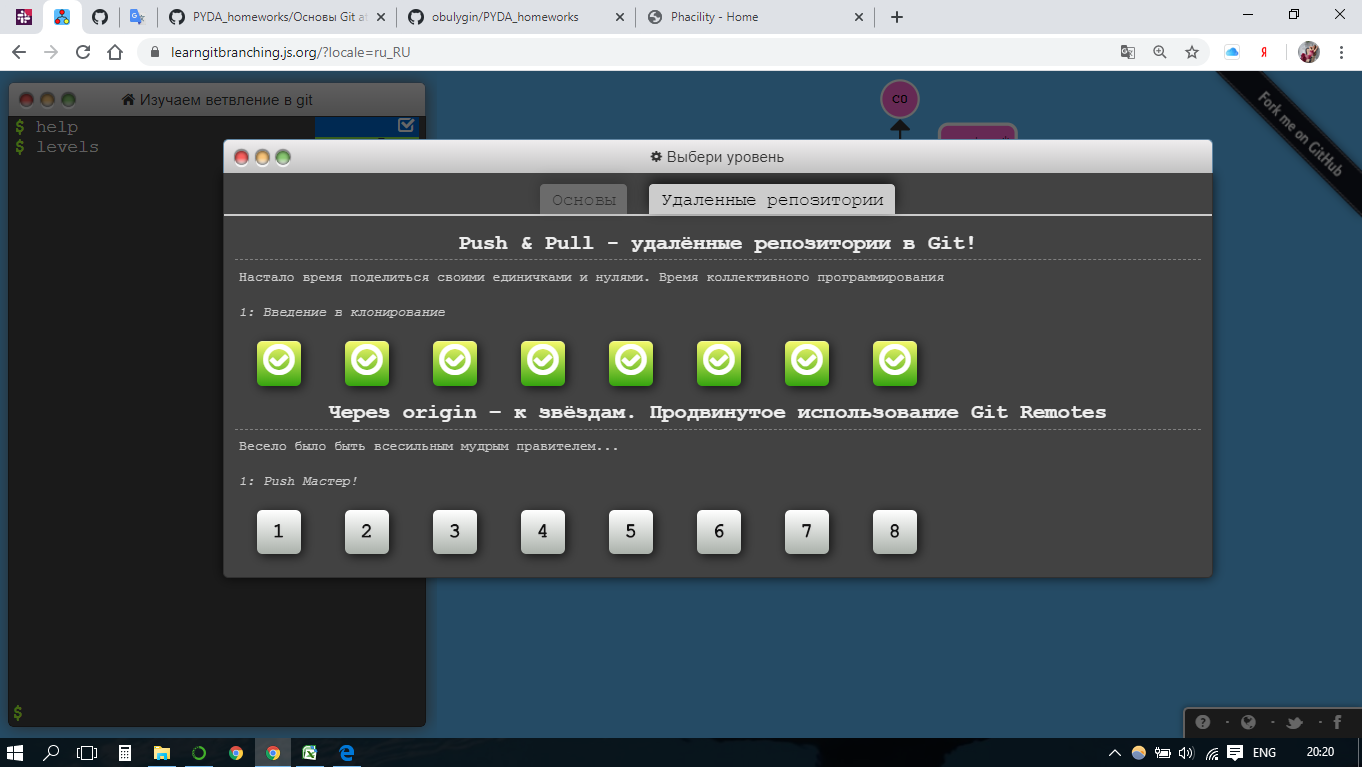 PYDA_homeworks/Основы Git at
obulygin/PYDA_homeworks
Phacility - Home
learngitbranching.js.org/?locale=ru_RU
Изучаем ветвление в git
$ help
$ levels
$
C0
Fork me on GitHub
Выбери уровень
Основы
Удаленные репозитории
Push & Pull - удалённые репозитории в Git!
Настало время поделиться своими единичками и нулями. Время коллективного программирования
1: Введение в клонирование
Через origin – к звёздам. Продвинутое использование Git Remotes
Весело было быть всесильным мудрым правителем...
1: Push Мастер!
1 2 3 4 5 6 7 8
ENG
20:20